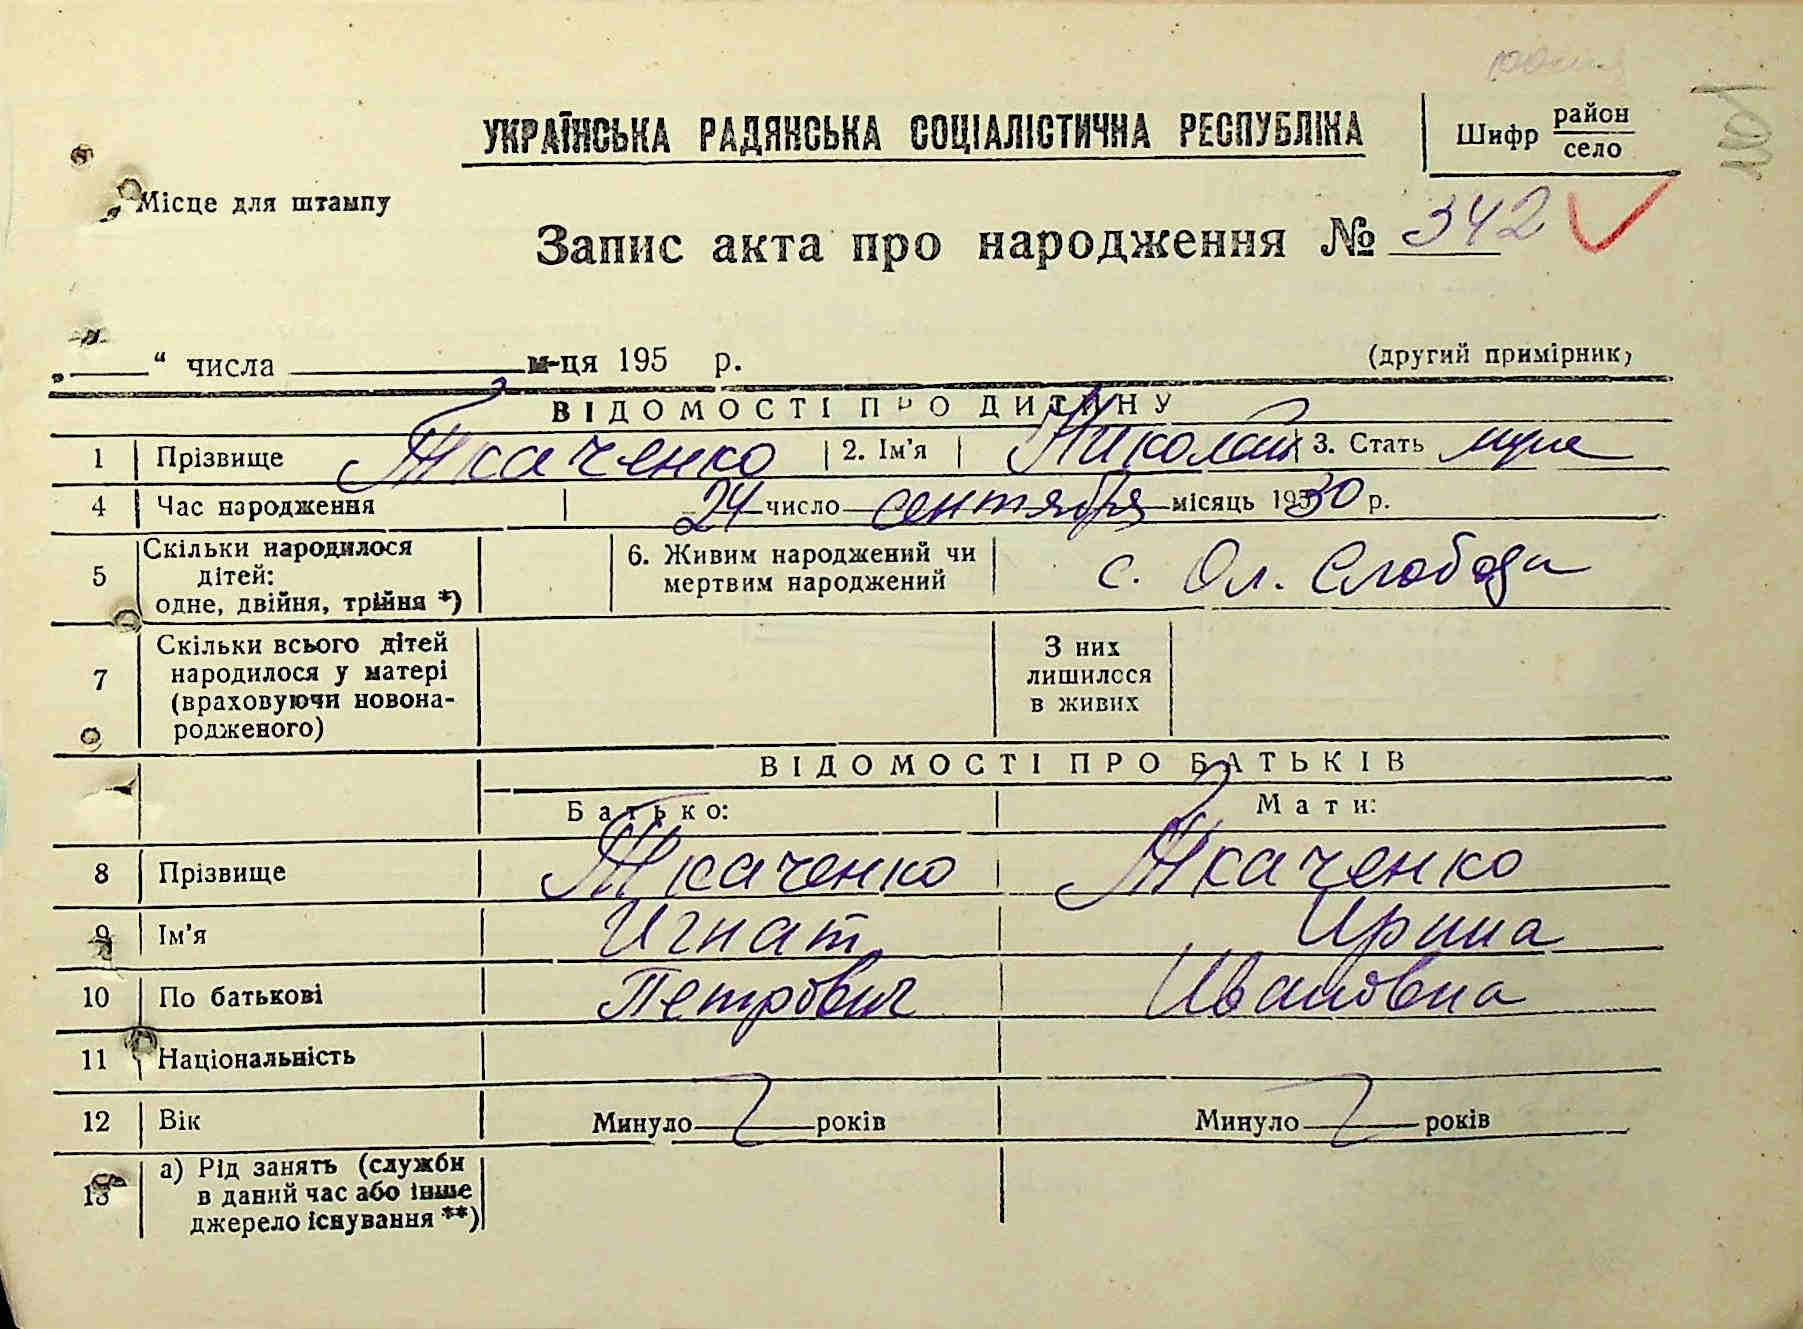 УКРАЇНСЬКА РАДЯНСЬКА СОЦІАЛІСТИЧНА РЕСПУБЛІКА
Шифр район
село
Місце для штампу
Запис акта про народження № 342
„ “ числа м-ця 195 р. (другий примірник)
ВІДОМОСТІ ПРО ДИТИНУ
1 Прізвище Ткаченко 2. Ім’я Николай 3. Стать муж
4 Час народження 24 число сентября місяць 1930 р.
5 Скільки народилося дітей: одне, двійня, трійня *) 6. Живим народжений чи мертвим народжений с. Ол. Слобода
7 Скільки всього дітей народилося у матері (враховуючи новонародженого) З них лишилося в живих
ВІДОМОСТІ ПРО БАТЬКІВ
Батько: Мати:
8 Прізвище Ткаченко Ткаченко
9 Ім’я Игнат Ирина
10 По батькові Петрович Ивановна
11 Національність
12 Вік Минуло років Минуло років
13 а) Рід занять (служби в даний час або інше джерело існування **)